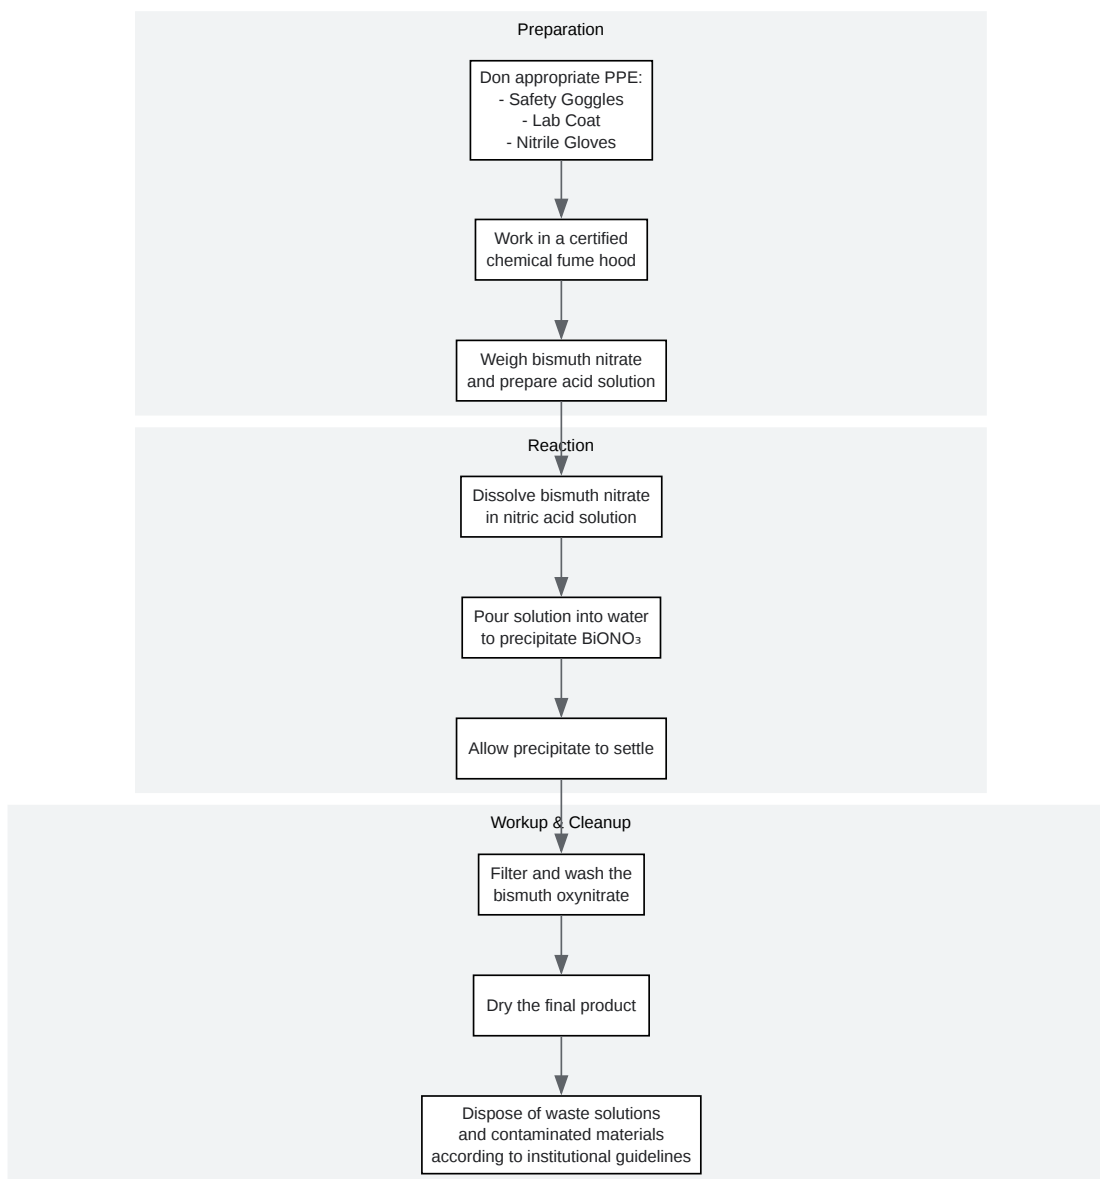 Preparation
Don appropriate PPE:
- Safety Goggles
- Lab Coat
- Nitrile Gloves
Work in a certified
chemical fume hood
Weigh bismuth nitrate
and prepare acid solution
Reaction
Dissolve bismuth nitrate
in nitric acid solution
Pour solution into water
to precipitate BiONO₃
Allow precipitate to settle
Workup & Cleanup
Filter and wash the
bismuth oxynitrate
Dry the final product
Dispose of waste solutions
and contaminated materials
according to institutional guidelines